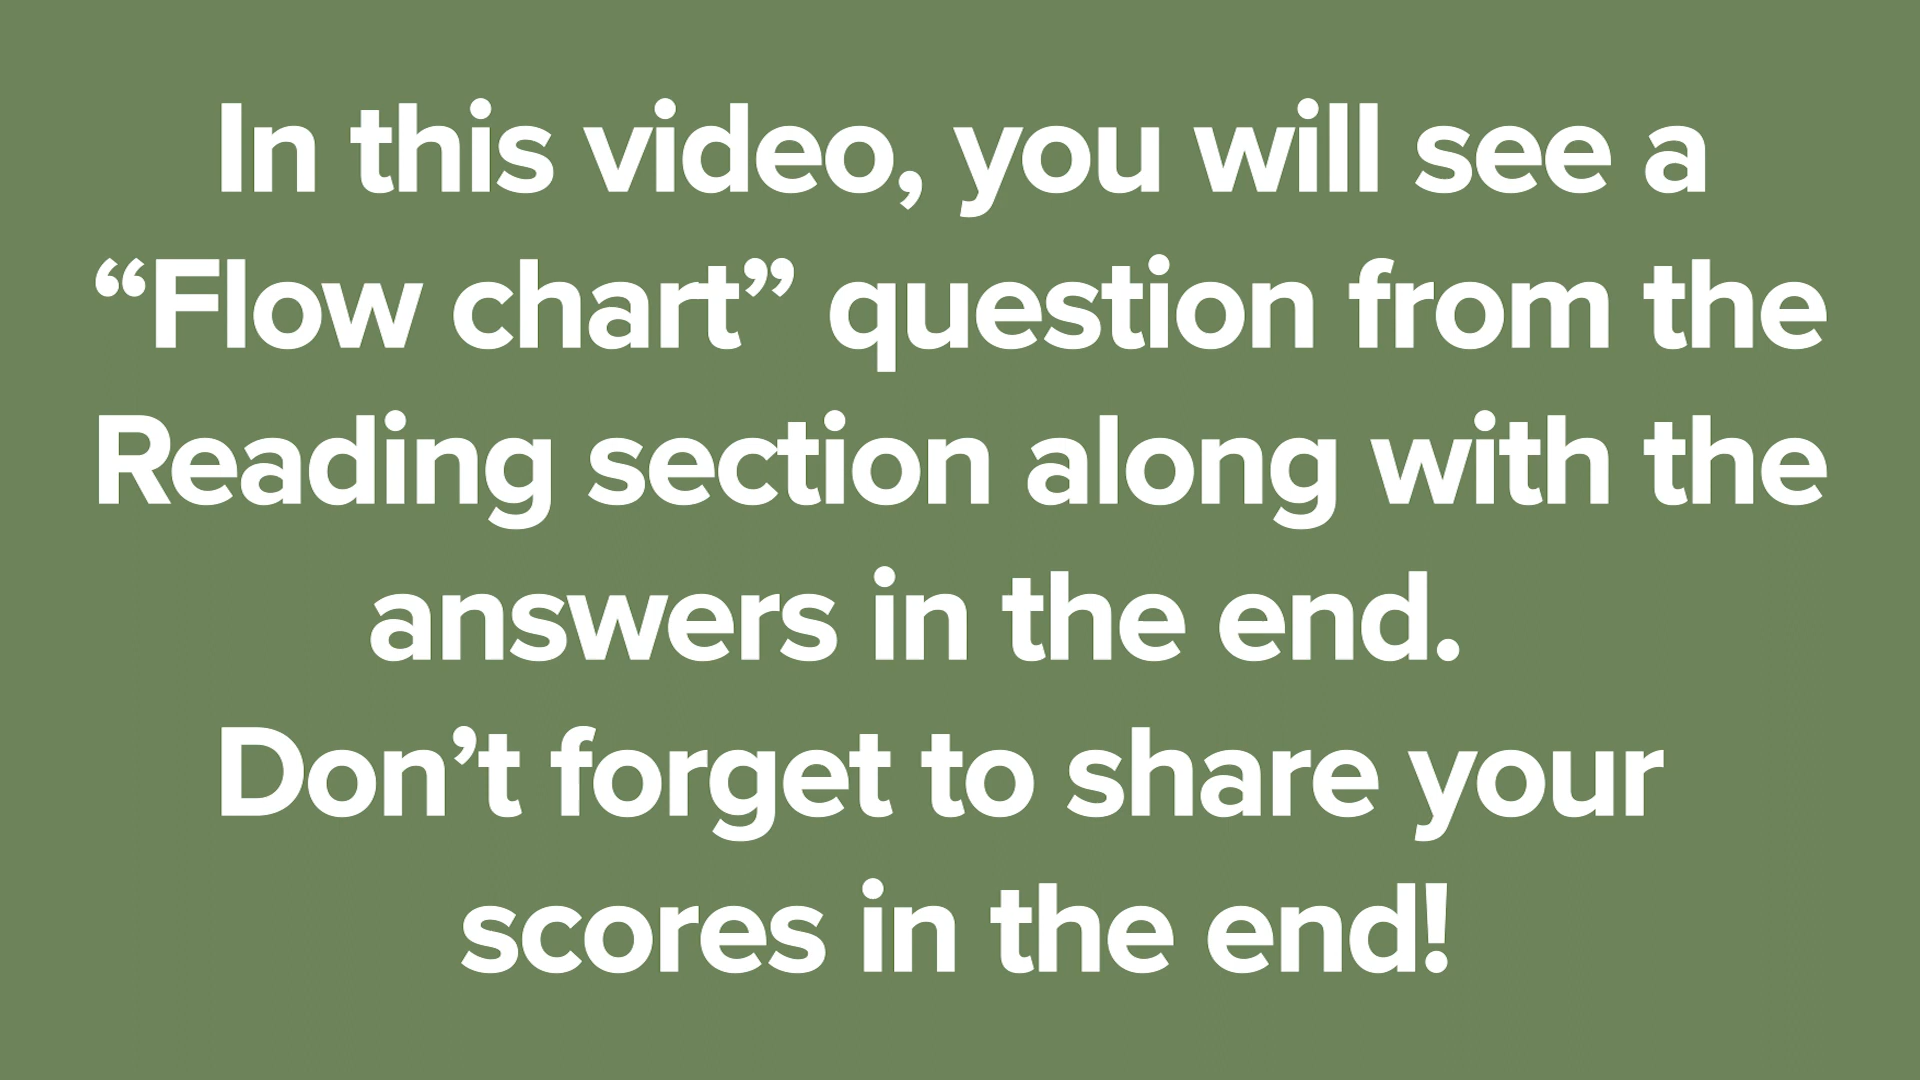 In this video, you will see a
“Flow chart” question from the
Reading section along with the
answers in the end.
Don’t forget to share your
scores in the end!